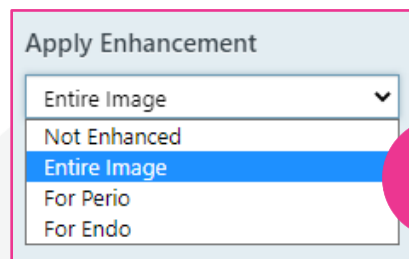 Apply Enhancement
Entire Image
Not Enhanced
Entire Image
For Perio
For Endo